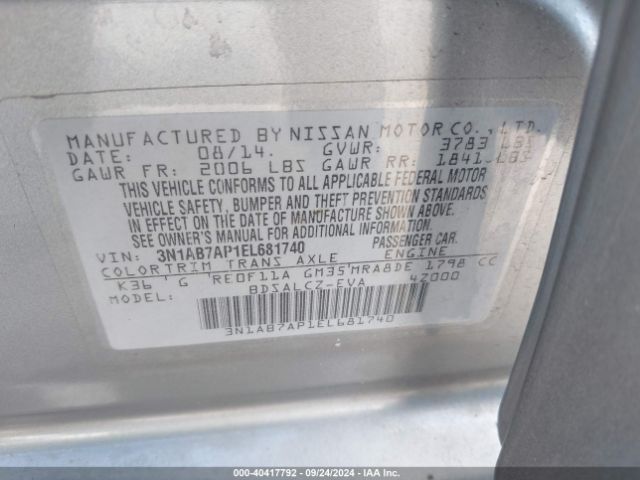 MANUFACTURED BY NISSAN MOTOR CO., LTD.
DATE: 08/14. GVWR: 3783 LBS
GAWR FR: 2006 LBS GAWR RR: 1841 LBS
THIS VEHICLE CONFORMS TO ALL APPLICABLE FEDERAL MOTOR
VEHICLE SAFETY, BUMPER AND THEFT PREVENTION STANDARDS
IN EFFECT ON THE DATE OF MANUFACTURE SHOWN ABOVE.
SEE OWNER'S MANUAL FOR ADDITIONAL INFORMATION.
VIN: 3N1AB7AP1EL681740 PASSENGER CAR.
COLOR TRIM TRANS AXLE ENGINE
K36 G RE0F11A GM35 MRA8DE 1798 CC
MODEL: BDSALCZ-EVA 4Z000
3N1AB7AP1EL681740
000-40417792 - 09/24/2024 - IAA Inc.